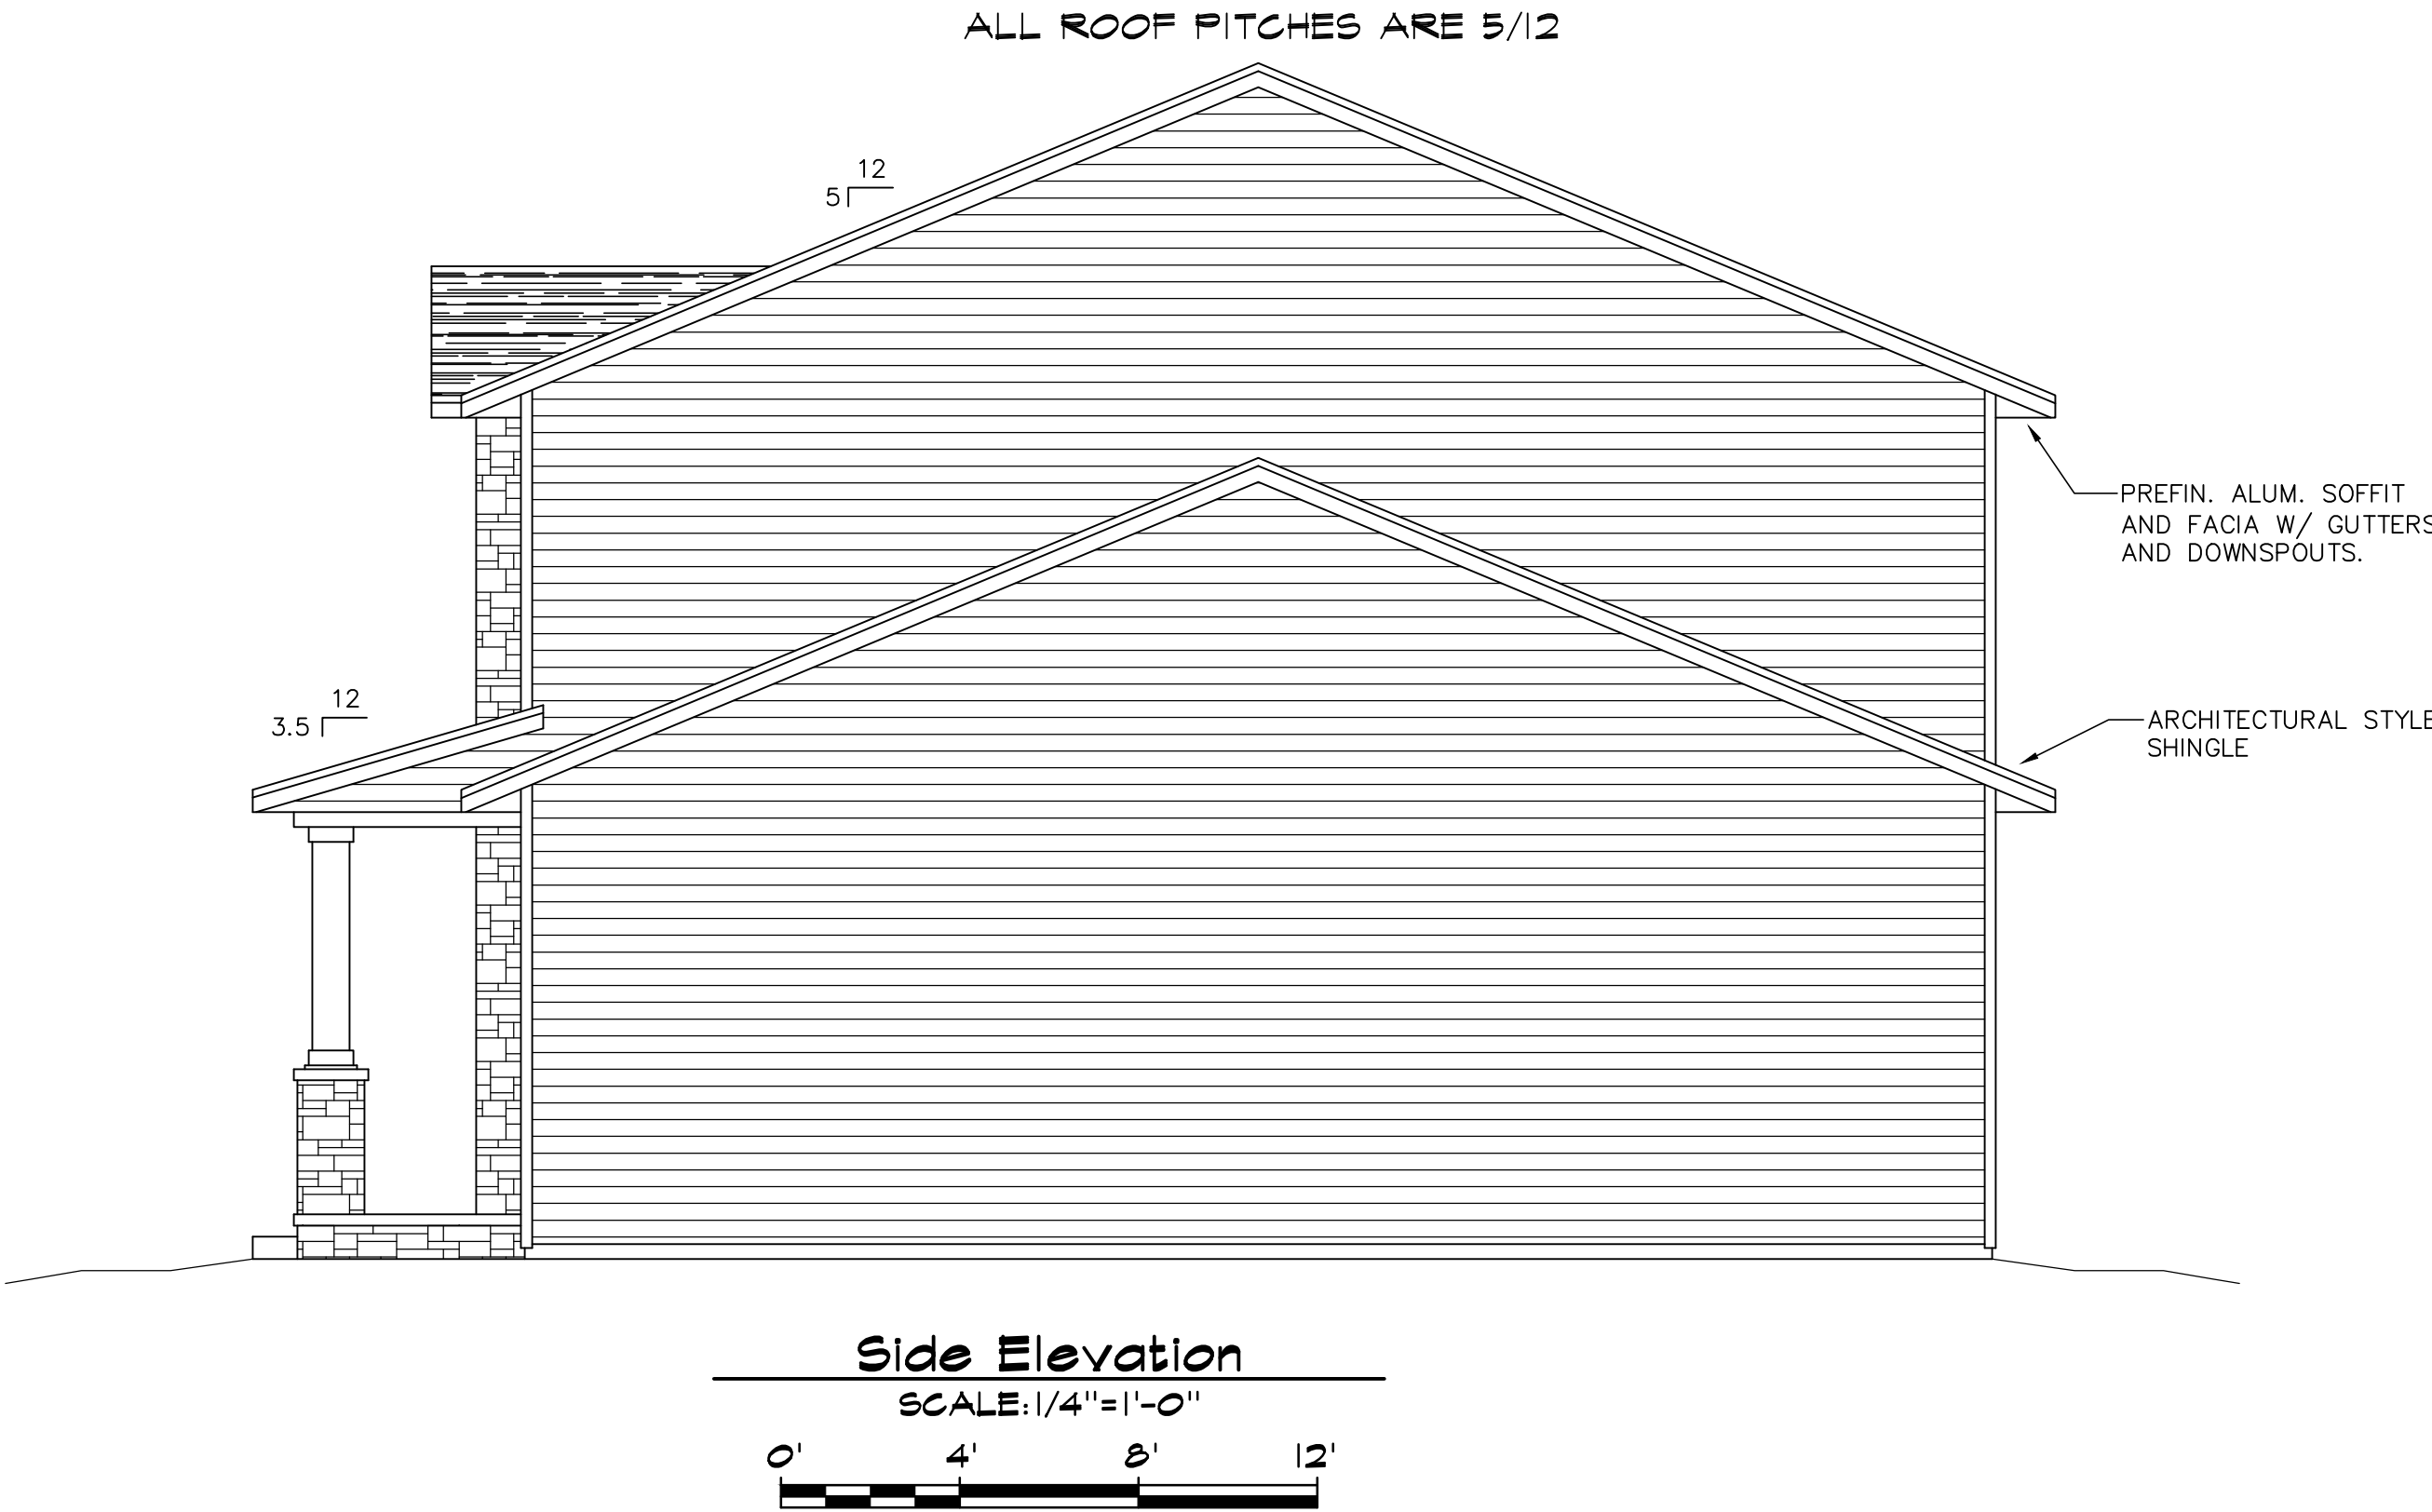 ALL ROOF PITCHES ARE 5/12
12
5
12
3.5
PREFIN. ALUM. SOFFIT
AND FACIA W/ GUTTERS
AND DOWNSPOUTS.
ARCHITECTURAL STYLE
SHINGLE
Side Elevation
SCALE:1/4"=1'-0"
0' 4' 8' 12'